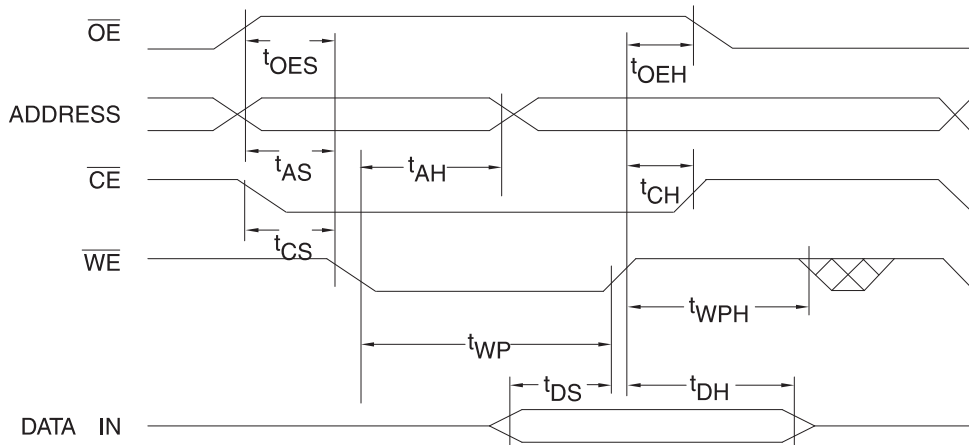 OE
tOES
tOEH
ADDRESS
tAS
tAH
CE
tCH
tCS
WE
tWPH
tWP
tDS
tDH
DATA IN